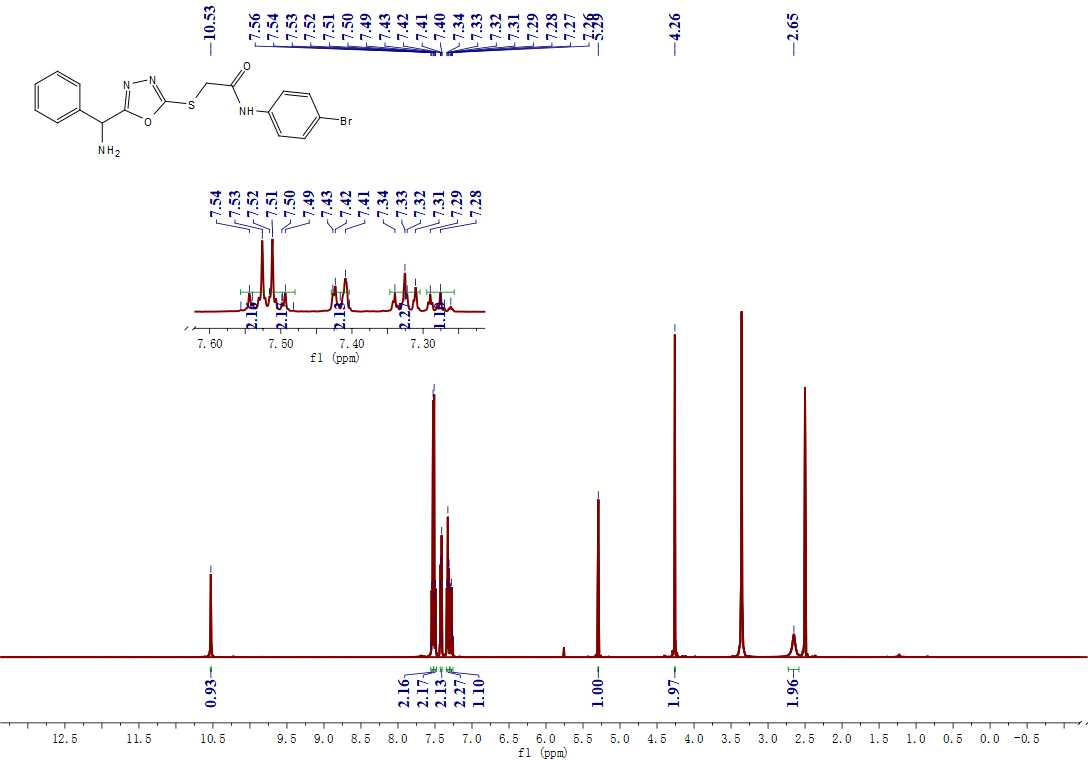 10.53 7.56 7.54 7.53 7.52 7.51 7.50 7.49 7.43 7.42 7.41 7.40 7.34 7.33 7.32 7.31 7.29 7.28 7.27 7.26 5.29 4.26 2.65
N N O S O NH Br
NH2
7.54 7.53 7.52 7.51 7.50 7.49 7.43 7.42 7.41 7.34 7.33 7.32 7.31 7.29 7.28
7.60 7.50 7.40 7.30
f1 (ppm)
0.93 2.16 2.17 2.13 2.27 1.10 1.00 1.97 1.96
12.5 11.5 10.5 9.5 9.0 8.5 8.0 7.5 7.0 6.5 6.0 5.5 5.0 4.5 4.0 3.5 3.0 2.5 2.0 1.5 1.0 0.5 0.0 -0.5
f1 (ppm)